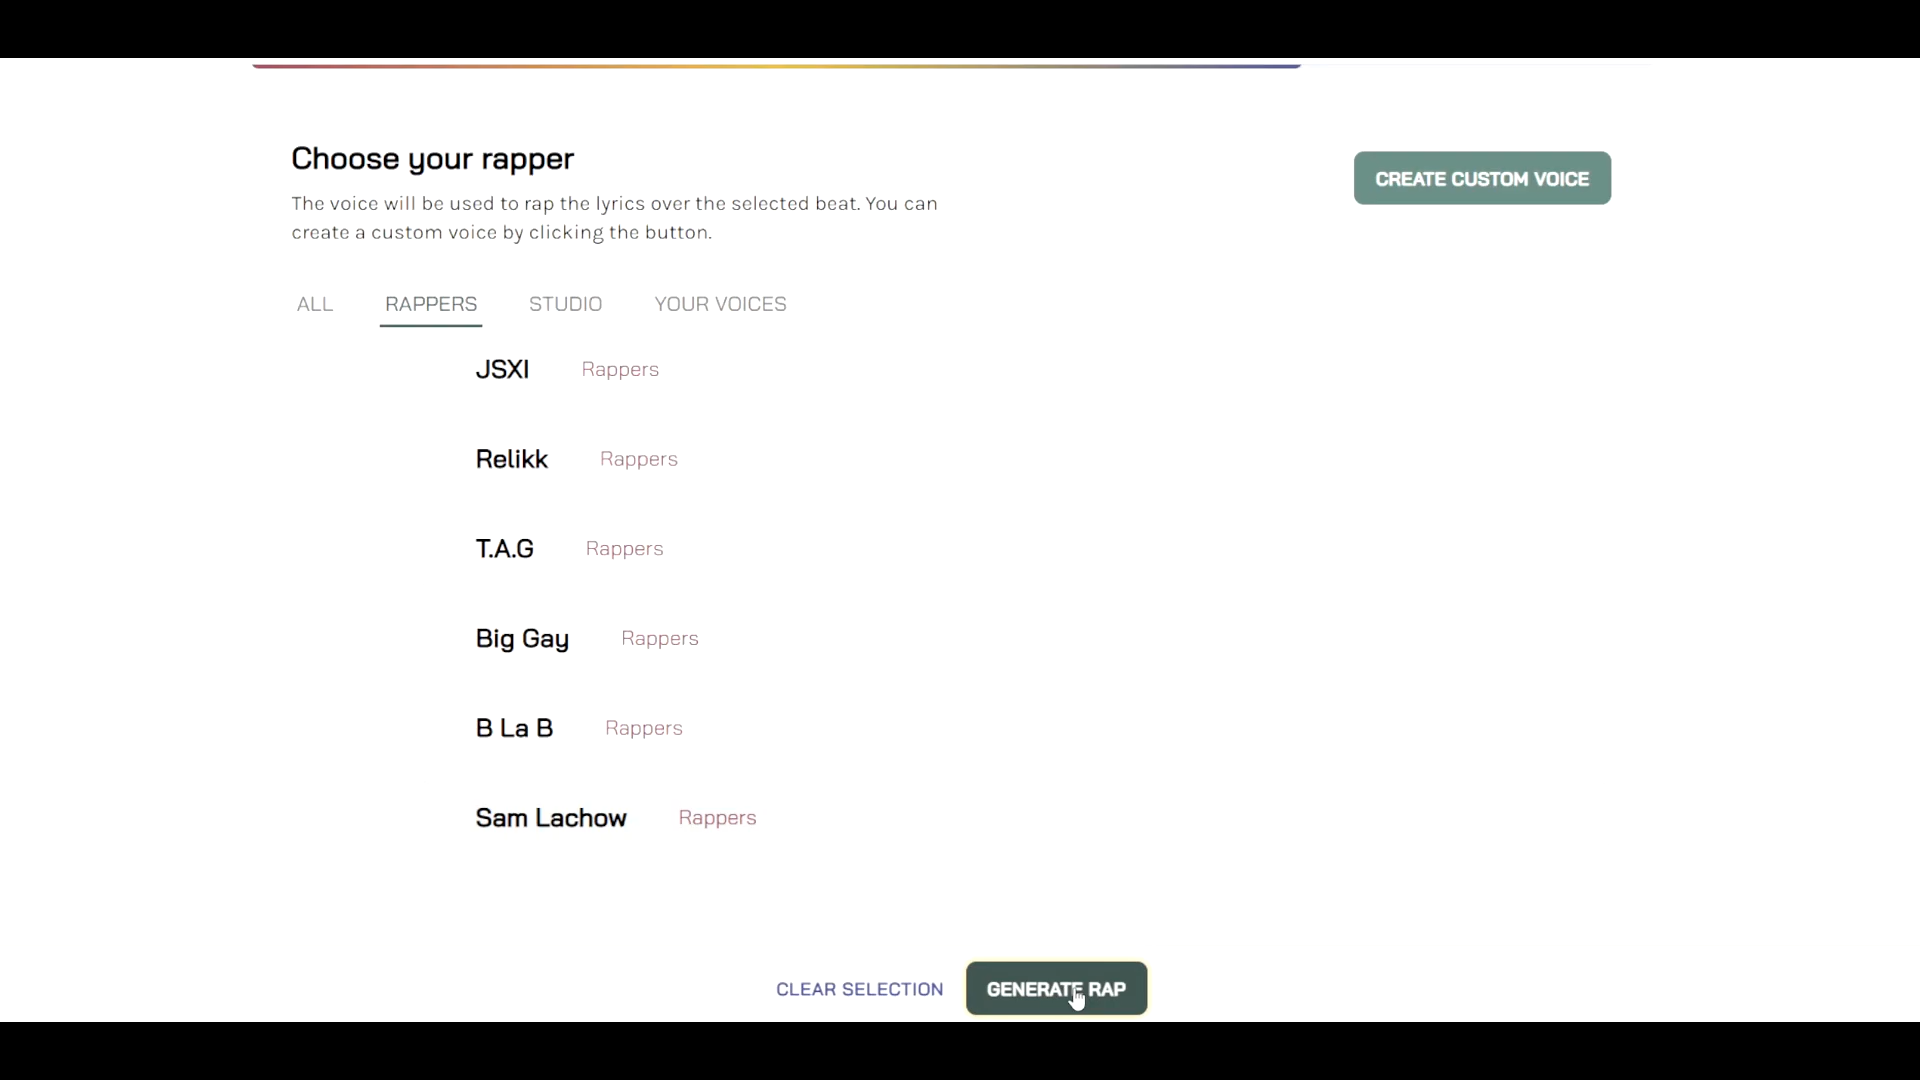 Choose your rapper
CREATE CUSTOM VOICE
The voice will be used to rap the lyrics over the selected beat. You can
create a custom voice by clicking the button.
ALL RAPPERS STUDIO YOUR VOICES
JSXI Rappers
Relikk Rappers
T.A.G Rappers
Big Gay Rappers
B La B Rappers
Sam Lachow Rappers
CLEAR SELECTION GENERATE RAP